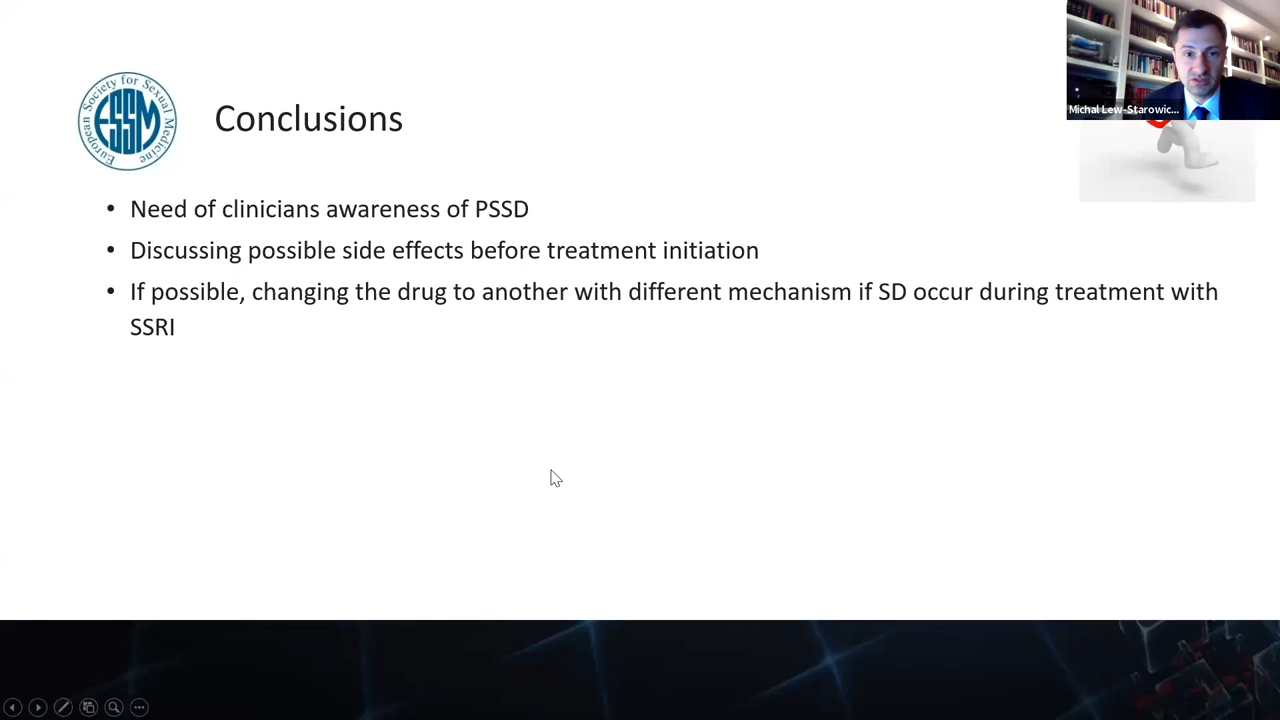 European Society for Sexual Medicine
ESSM
Conclusions
Michal Lew-Starowic...
• Need of clinicians awareness of PSSD
• Discussing possible side effects before treatment initiation
• If possible, changing the drug to another with different mechanism if SD occur during treatment with
SSRI